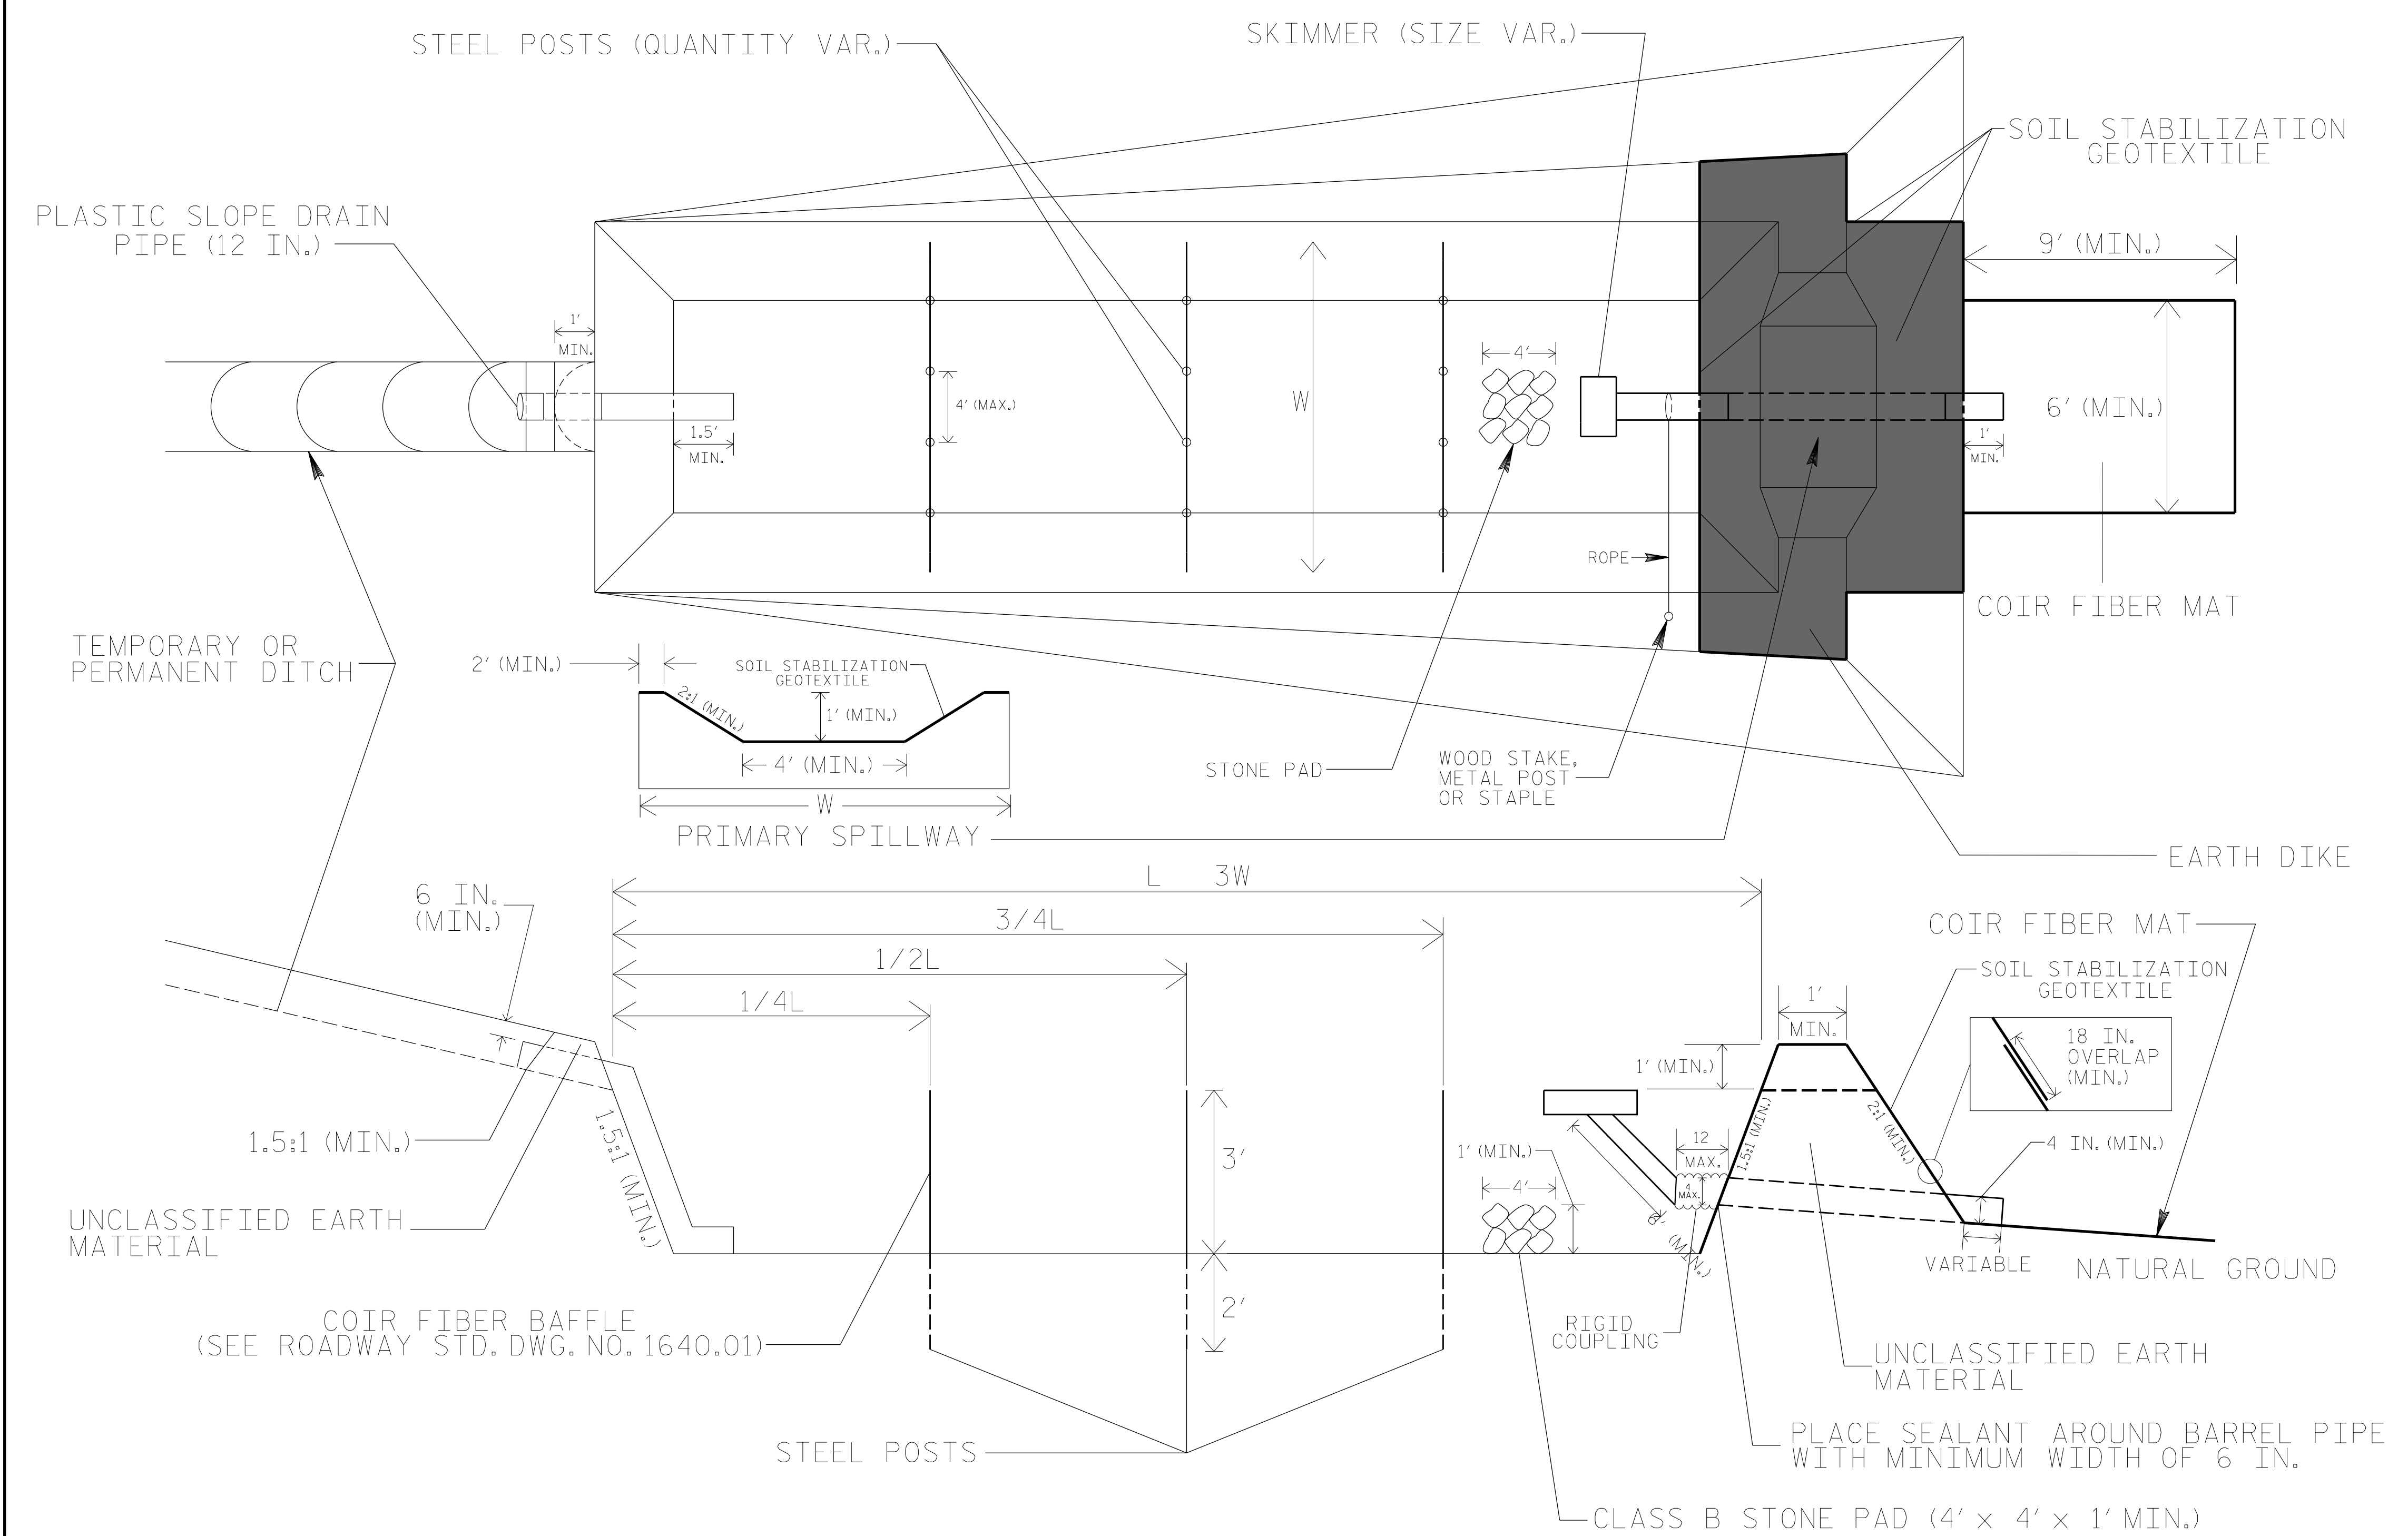 STEEL POSTS (QUANTITY VAR.)
SKIMMER (SIZE VAR.)
SOIL STABILIZATION
GEOTEXTILE
PLASTIC SLOPE DRAIN
PIPE (12 IN.)
9' (MIN.)
1'
MIN.
4'
4' (MAX.)
W
6' (MIN.)
1.5'
MIN.
1'
MIN.
ROPE
COIR FIBER MAT
TEMPORARY OR
PERMANENT DITCH
2' (MIN.)
SOIL STABILIZATION
GEOTEXTILE
2:1 (MIN.)
1' (MIN.)
4' (MIN.)
W
PRIMARY SPILLWAY
STONE PAD
WOOD STAKE,
METAL POST
OR STAPLE
EARTH DIKE
L 3W
6 IN.
(MIN.)
3/4L
1/2L
1/4L
COIR FIBER MAT
SOIL STABILIZATION
GEOTEXTILE
1'
MIN.
18 IN.
OVERLAP
(MIN.)
1' (MIN.)
1.5:1 (MIN.)
1.5:1 (MIN.)
3'
1' (MIN.)
12
MAX.
1.5:1 (MIN.)
2:1 (MIN.)
4 IN. (MIN.)
4'
4
MAX.
6' (MIN.)
UNCLASSIFIED EARTH
MATERIAL
VARIABLE
NATURAL GROUND
2'
COIR FIBER BAFFLE
(SEE ROADWAY STD. DWG. NO. 1640.01)
RIGID
COUPLING
UNCLASSIFIED EARTH
MATERIAL
STEEL POSTS
PLACE SEALANT AROUND BARREL PIPE
WITH MINIMUM WIDTH OF 6 IN.
CLASS B STONE PAD (4' x 4' x 1' MIN.)